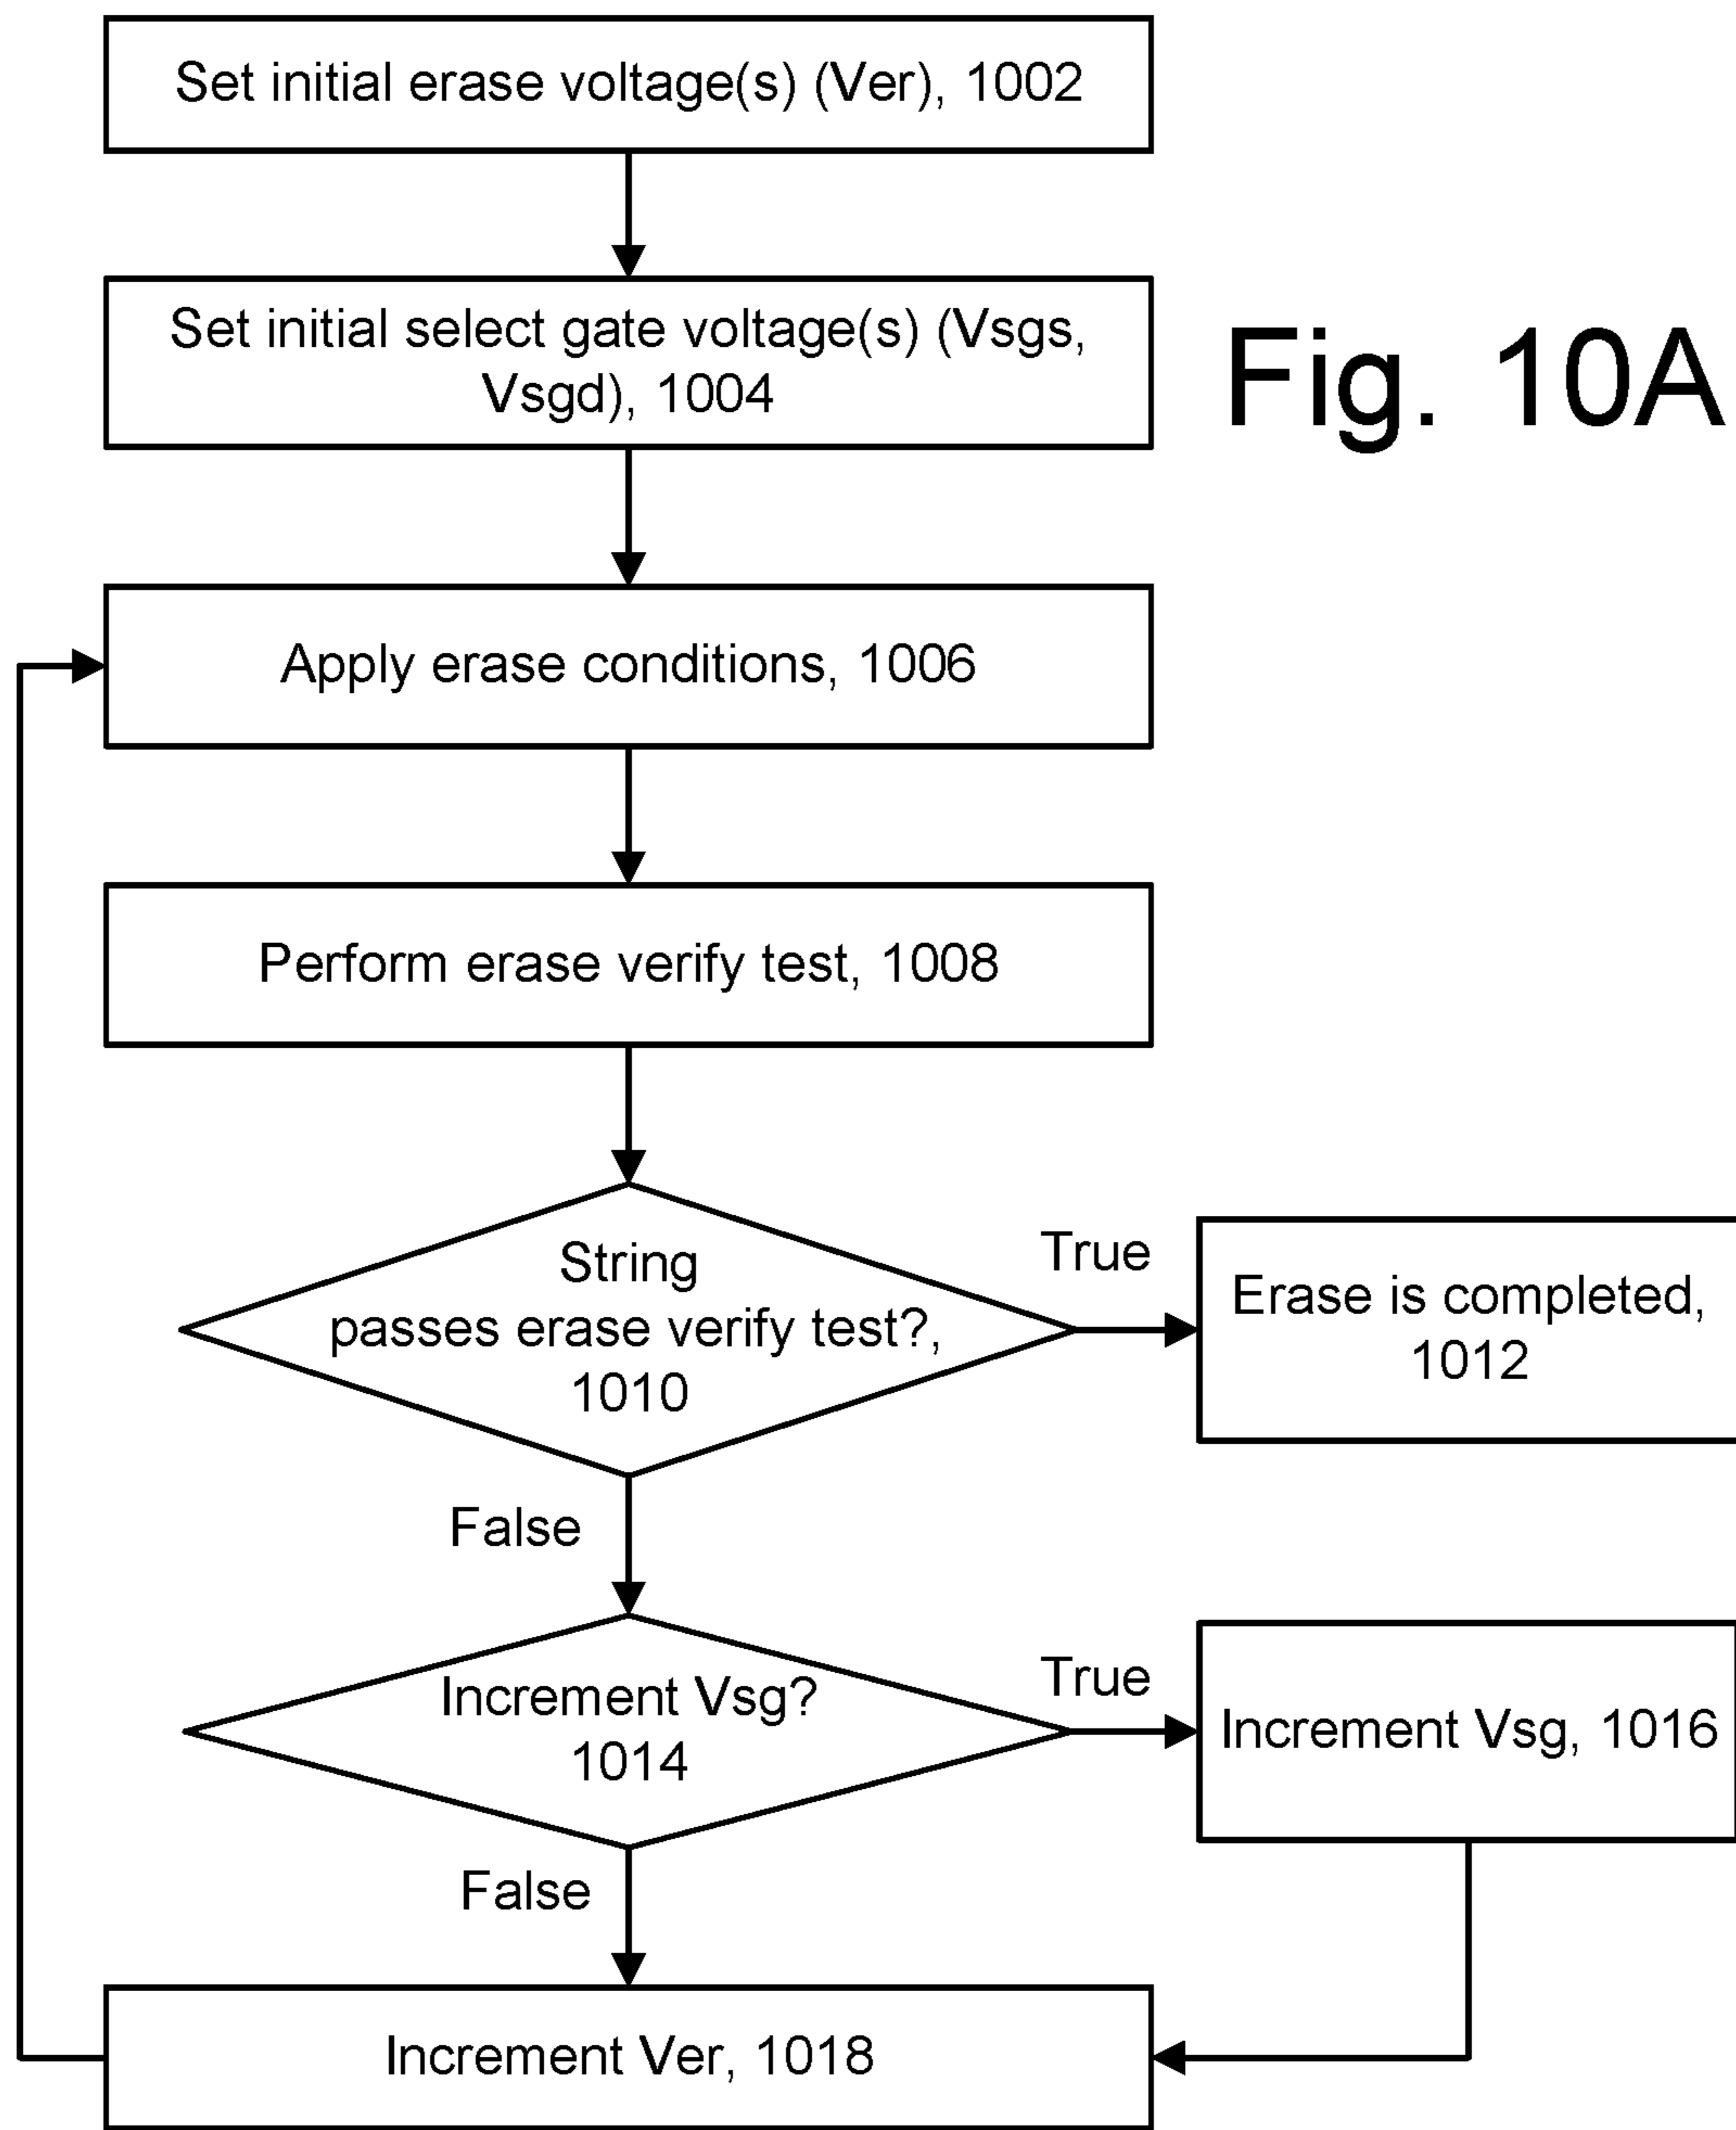 Set initial erase voltage(s) (Ver), 1002
Set initial select gate voltage(s) (Vsgs,
Vsgd), 1004
Fig. 10A
Apply erase conditions, 1006
Perform erase verify test, 1008
String
passes erase verify test?,
1010
True
Erase is completed,
1012
False
Increment Vsg?
1014
True
Increment Vsg, 1016
False
Increment Ver, 1018